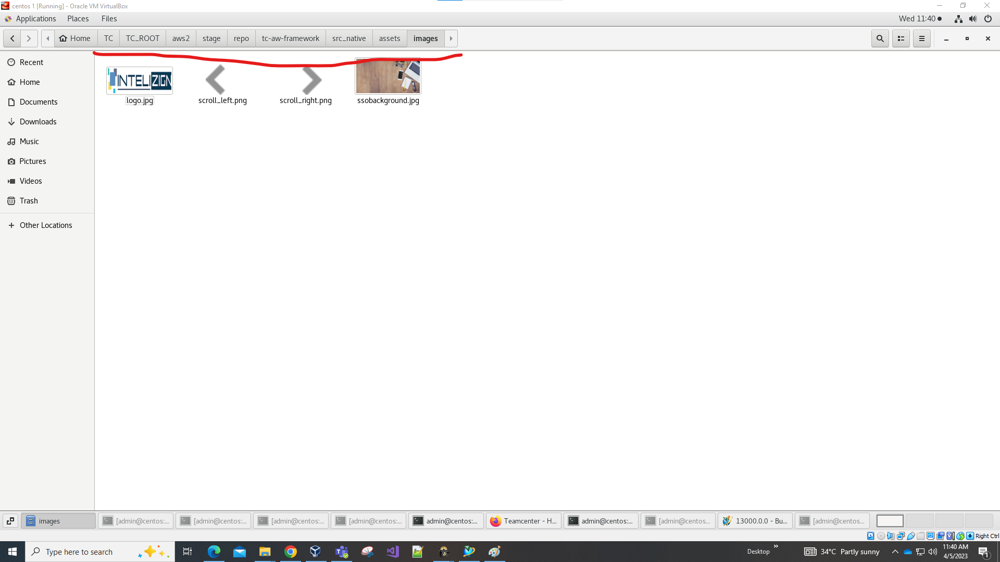 centos 1 [Running] - Oracle VM VirtualBox
Applications Places Files Wed 11:40
Home TC TC_ROOT aws2 stage repo tc-aw-framework src_native assets images
Recent
Home
Documents
Downloads
Music
Pictures
Videos
Trash
Other Locations
INTELIZIGN
logo.jpg scroll_left.png scroll_right.png ssobackground.jpg
images [admin@centos:... [admin@centos:... [admin@centos:... [admin@centos:... admin@centos:... Teamcenter - H... admin@centos:... [admin@centos... 13000.0.0 - Bu... [admin@centos...
Right Ctrl
Type here to search Desktop 34°C Partly sunny 11:40 AM
4/5/2023
1